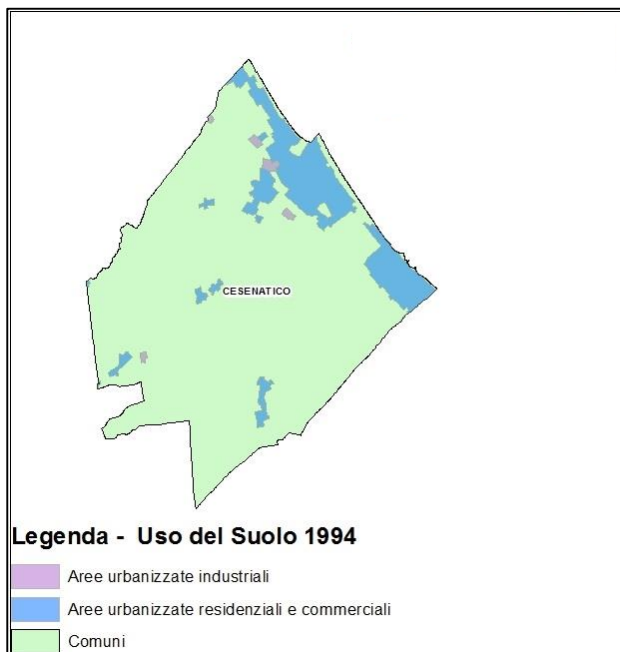 CESENATICO
Legenda - Uso del Suolo 1994
Aree urbanizzate industriali
Aree urbanizzate residenziali e commerciali
Comuni